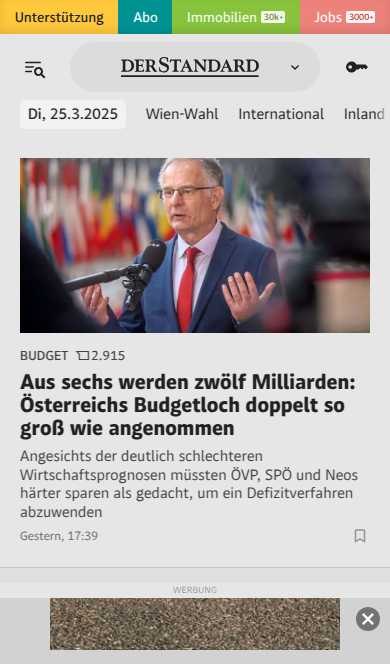 Unterstützung Abo Immobilien 30k+ Jobs 3000+
DERSTANDARD
Di, 25.3.2025 Wien-Wahl International Inland
BUDGET 2.915
Aus sechs werden zwölf Milliarden:
Österreichs Budgetloch doppelt so
groß wie angenommen
Angesichts der deutlich schlechteren
Wirtschaftsprognosen müssten ÖVP, SPÖ und Neos
härter sparen als gedacht, um ein Defizitverfahren
abzuwenden
Gestern, 17:39
WERBUNG